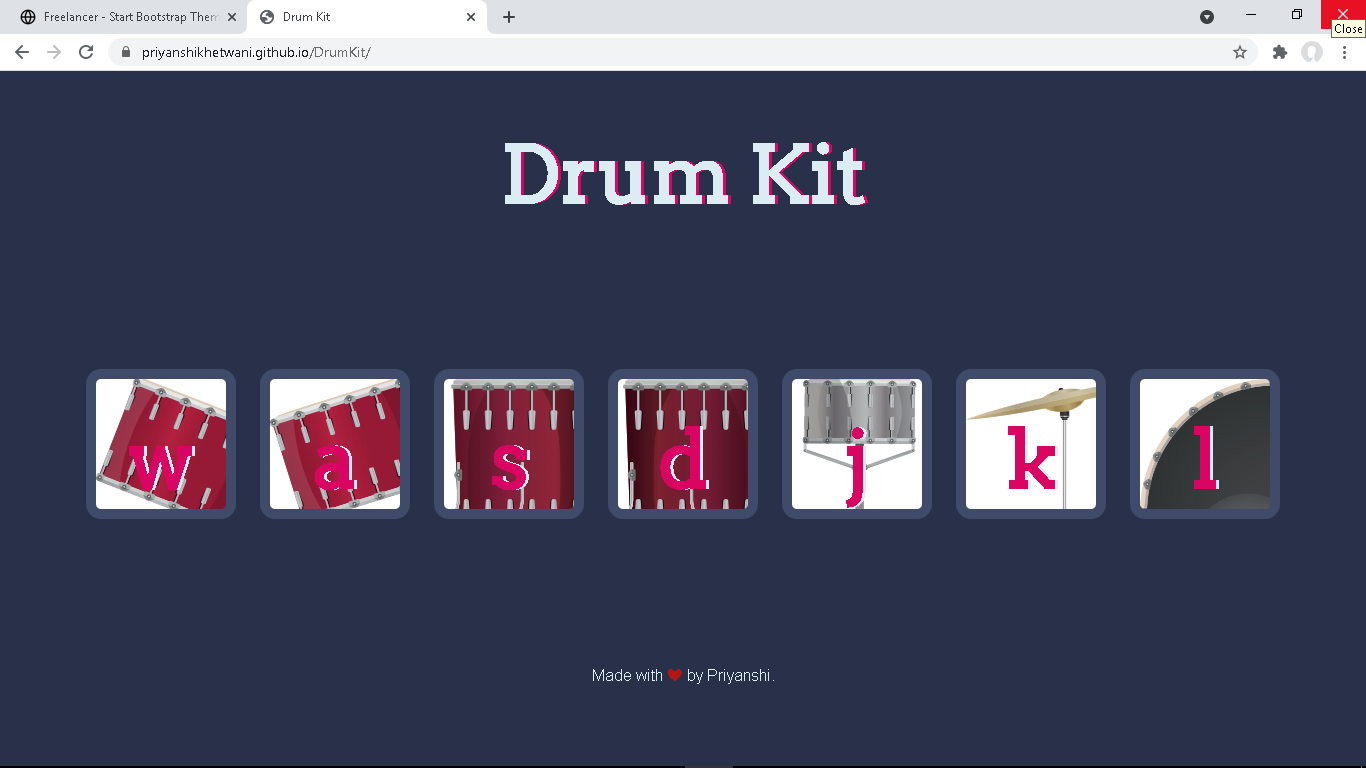 Freelancer - Start Bootstrap Them
Drum Kit
Close
priyanshikhetwani.github.io/DrumKit/
Drum Kit
w a s d j k l
Made with ❤ by Priyanshi.